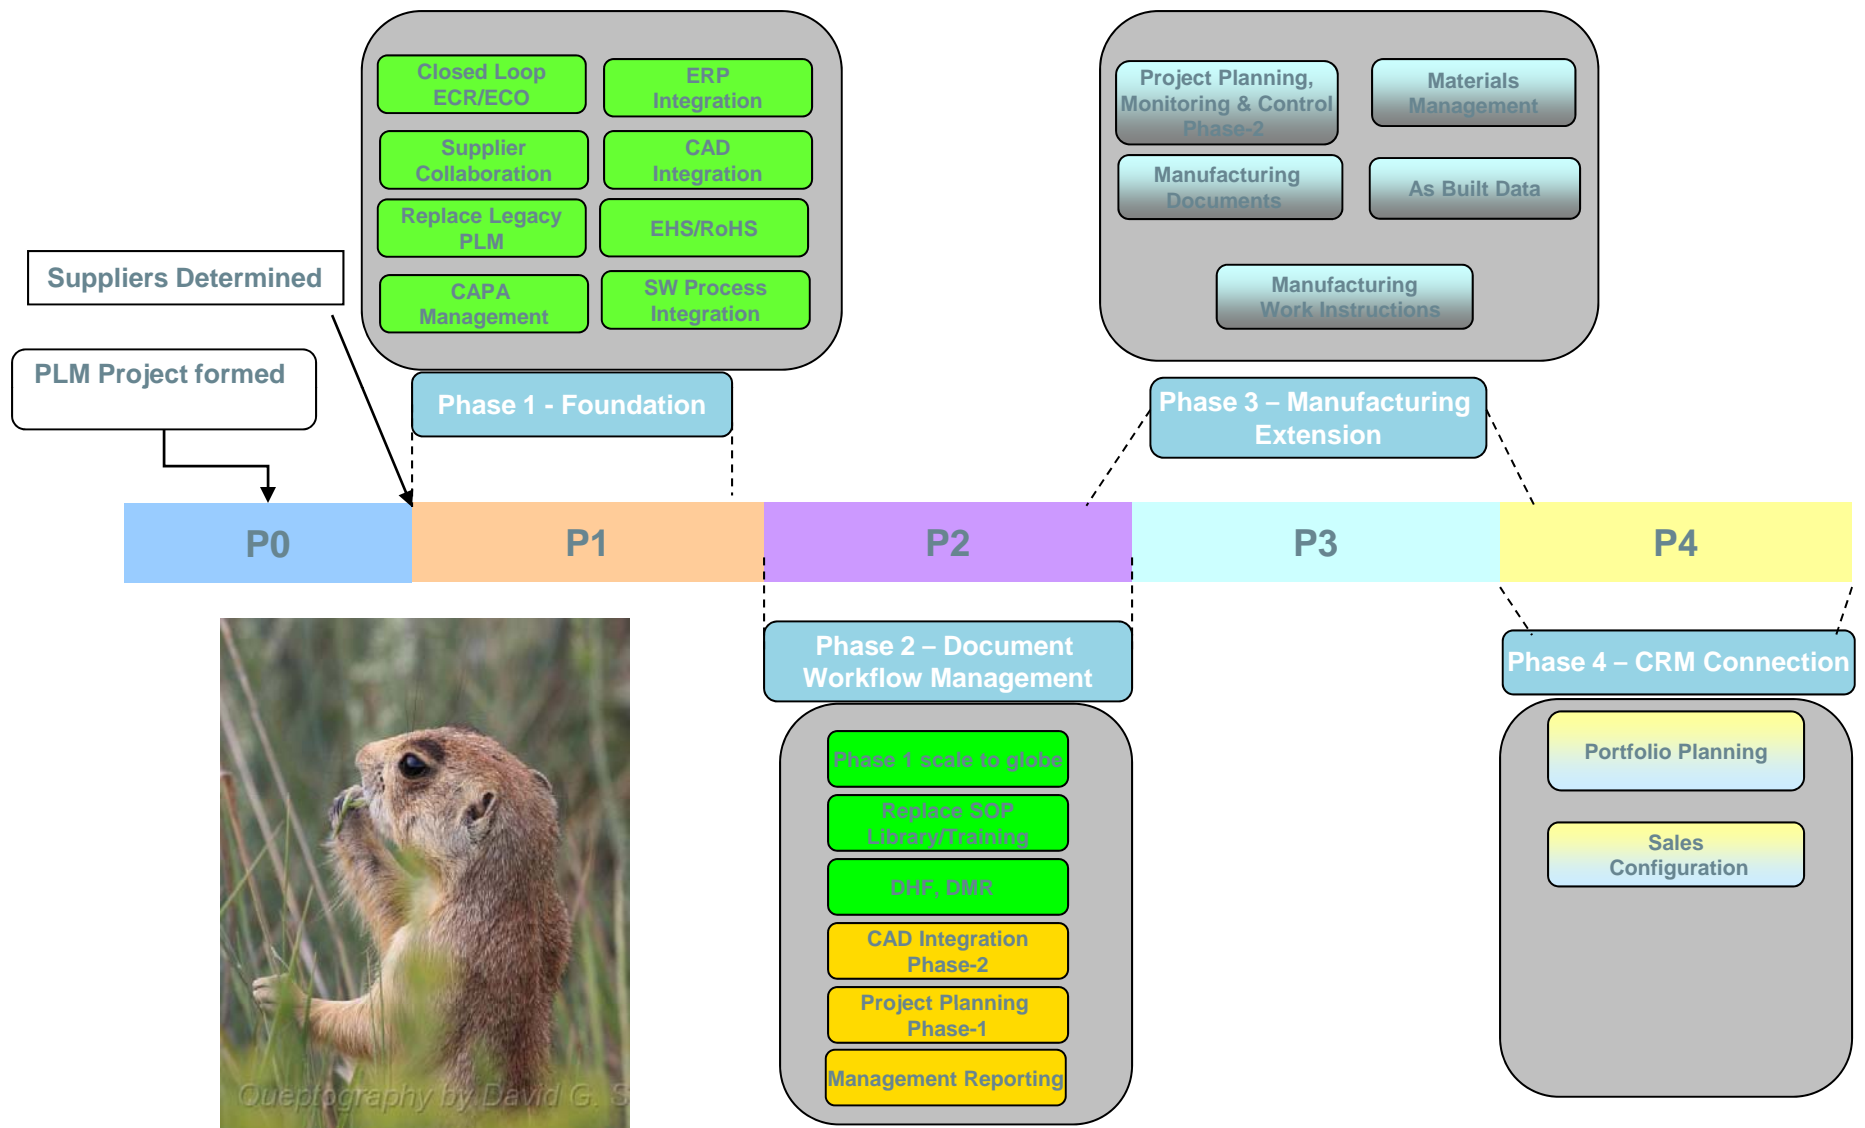 Closed Loop
ECR/ECO
ERP
Integration
Supplier
Collaboration
CAD
Integration
Replace Legacy
PLM
EHS/RoHS
CAPA
Management
SW Process
Integration
Project Planning,
Monitoring & Control
Phase-2
Materials
Management
Manufacturing
Documents
As Built Data
Manufacturing
Work Instructions
Suppliers Determined
PLM Project formed
Phase 1 - Foundation
Phase 3 – Manufacturing
Extension
P0
P1
P2
P3
P4
Phase 2 – Document
Workflow Management
Phase 4 – CRM Connection
Phase 1 scale to globe
Replace SOP
Library/Training
DHF, DMR
CAD Integration
Phase-2
Project Planning
Phase-1
Management Reporting
Portfolio Planning
Sales
Configuration
Queptography by David G. S